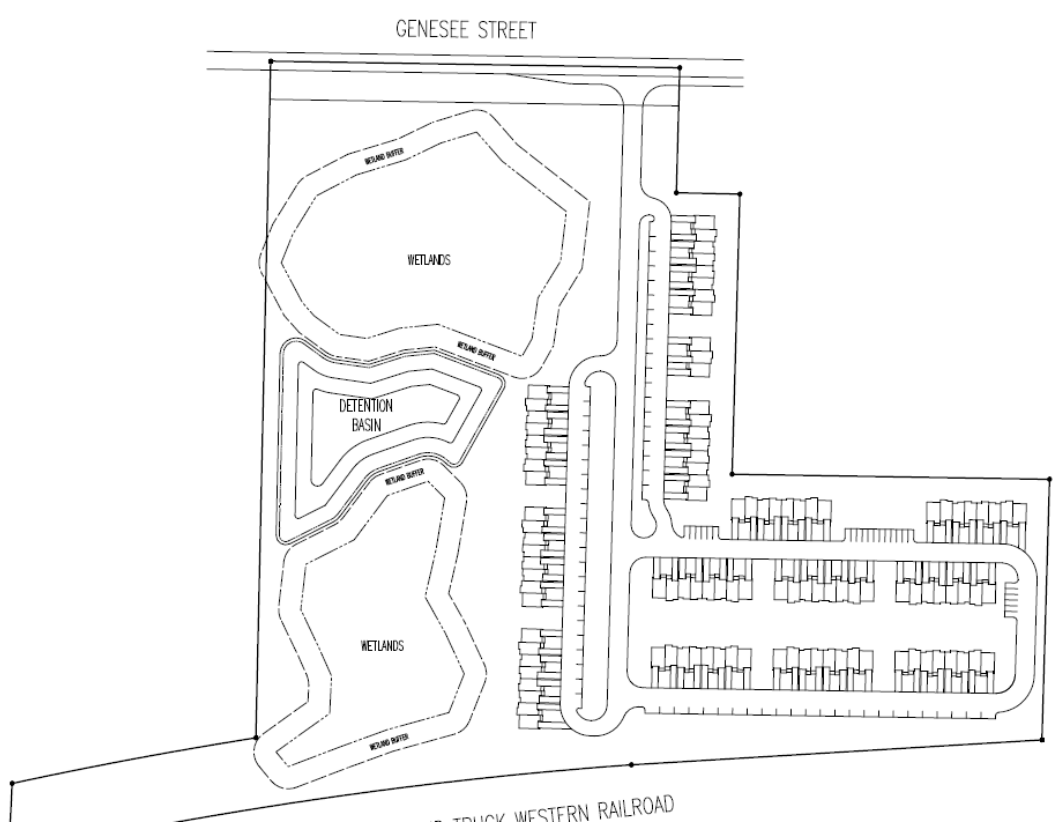 GENESEE STREET
WETLAND BUFFER
WETLANDS
WETLAND BUFFER
DETENTION
BASIN
WETLAND BUFFER
WETLANDS
WETLAND BUFFER
TRUCK WESTERN RAILROAD